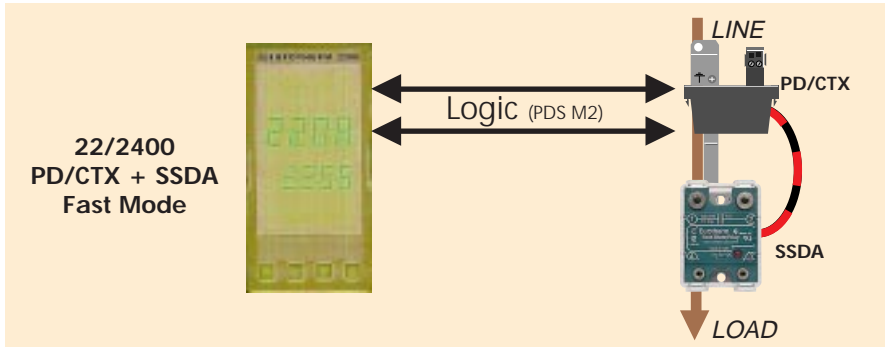 22/2400
PD/CTX + SSDA
Fast Mode
Logic (PDS M2)
LINE
PD/CTX
SSDA
LOAD